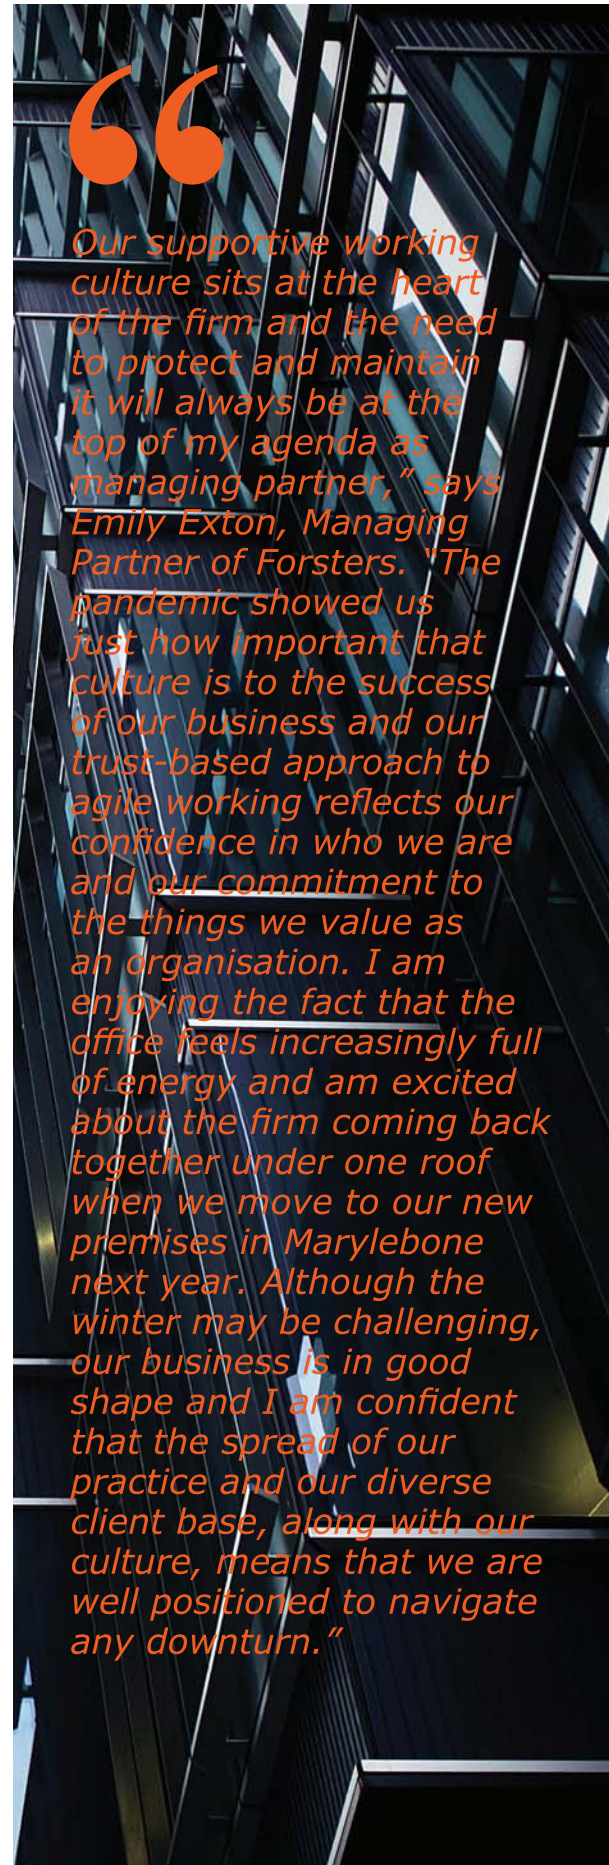 “
Our supportive working
culture sits at the heart
of the firm and the need
to protect and maintain
it will always be at the
top of my agenda as
managing partner,” says
Emily Exton, Managing
Partner of Forsters. “The
pandemic showed us
just how important that
culture is to the success
of our business and our
trust-based approach to
agile working reflects our
confidence in who we are
and our commitment to
the things we value as
an organisation. I am
enjoying the fact that the
office feels increasingly full
of energy and am excited
about the firm coming back
together under one roof
when we move to our new
premises in Marylebone
next year. Although the
winter may be challenging,
our business is in good
shape and I am confident
that the spread of our
practice and our diverse
client base, along with our
culture, means that we are
well positioned to navigate
any downturn.”